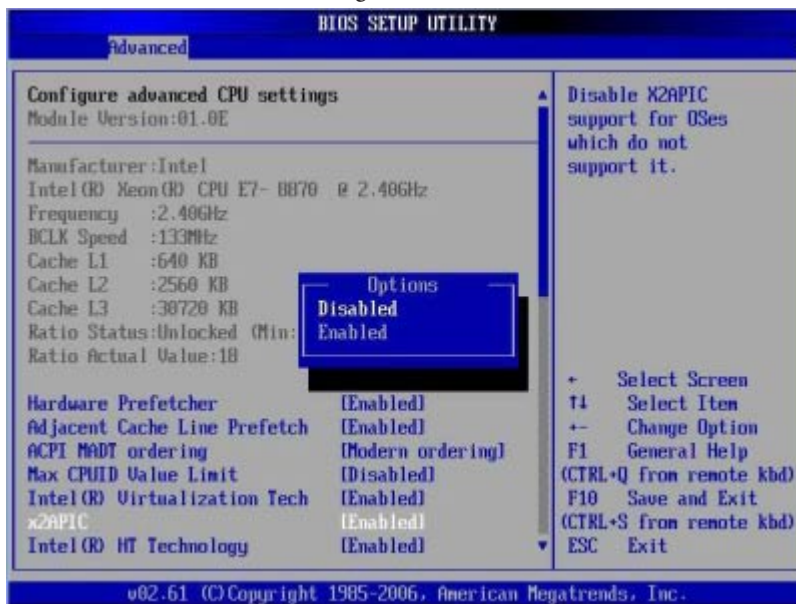 BIOS SETUP UTILITY
Advanced
Configure advanced CPU settings
Module Version:01.0E
Manufacturer:Intel
Intel(R) Xeon(R) CPU E7- 8870 @ 2.40GHz
Frequency :2.40GHz
BCLK Speed :133MHz
Cache L1 :640 KB
Cache L2 :2560 KB
Cache L3 :30720 KB
Ratio Status:Unlocked (Min:
Ratio Actual Value:18
Options
Disabled
Enabled
Hardware Prefetcher [Enabled]
Adjacent Cache Line Prefetch [Enabled]
ACPI MADT ordering [Modern ordering]
Max CPUID Value Limit [Disabled]
Intel(R) Virtualization Tech [Enabled]
x2APIC [Enabled]
Intel(R) HT Technology [Enabled]
Disable X2APIC
support for OSes
which do not
support it.
← Select Screen
↑↓ Select Item
+- Change Option
F1 General Help
(CTRL+Q from remote kbd)
F10 Save and Exit
(CTRL+S from remote kbd)
ESC Exit
v02.61 (C)Copyright 1985-2006, American Megatrends, Inc.